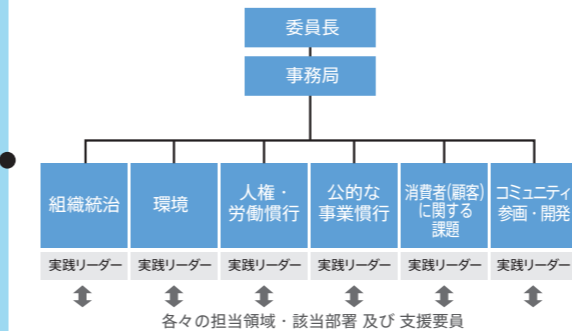 委員長
事務局
組織統治
環境
人権・
労働慣行
公的な
事業慣行
消費者(顧客)
に関する
課題
コミュニティ
参画・開発
実践リーダー
実践リーダー
実践リーダー
実践リーダー
実践リーダー
実践リーダー
各々の担当領域・該当部署 及び 支援要員